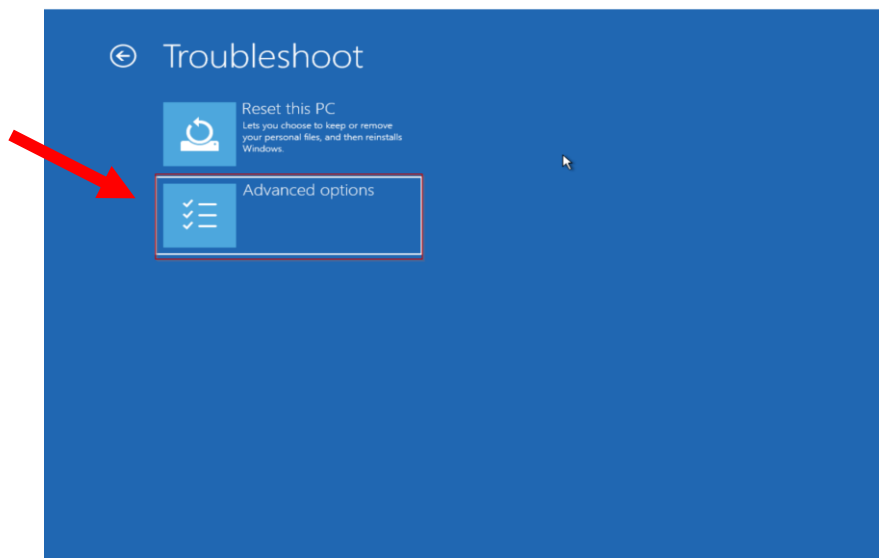 Troubleshoot
Reset this PC
Lets you choose to keep or remove
your personal files, and then reinstalls
Windows.
Advanced options